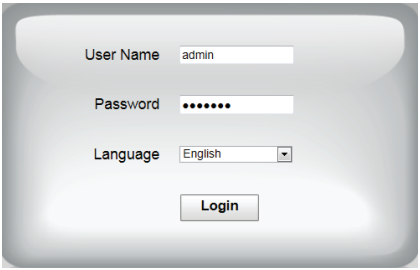 User Name admin
Password •••••••
Language English
Login